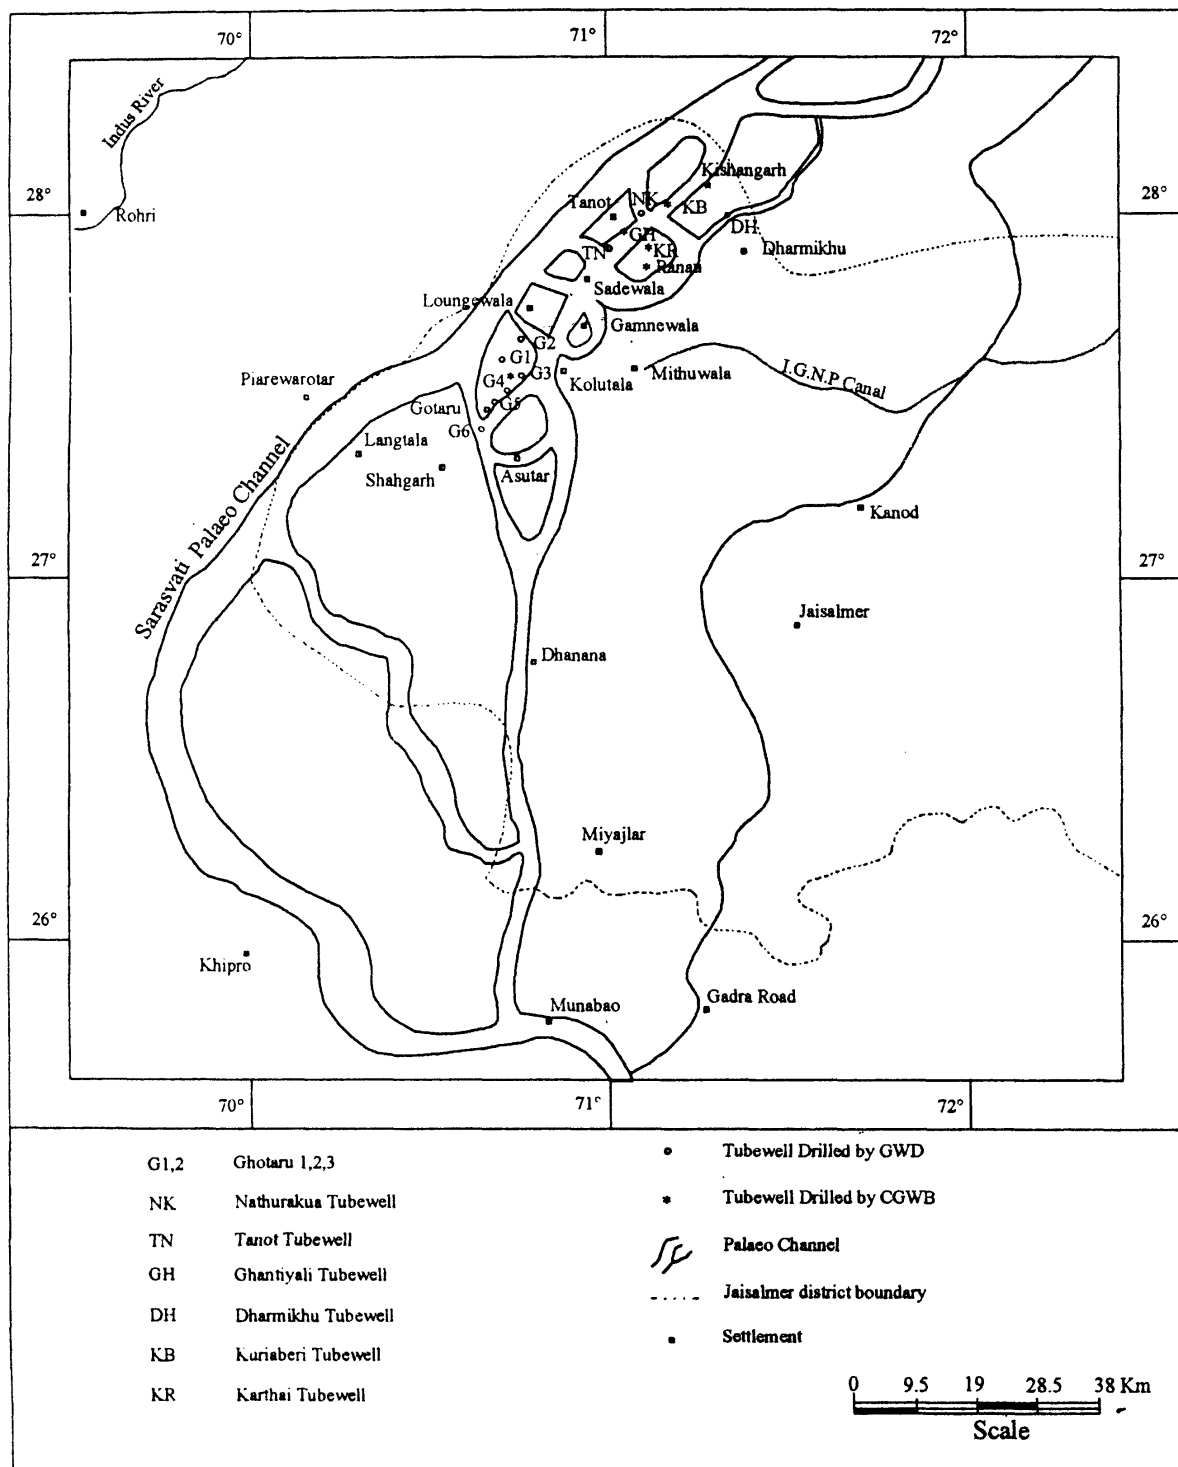 70°
71°
72°
Indus River
28°
28°
Rohri
Kishangarh
Tanot
NK
KB
GH
DH
TN
KR
Dharmikhu
Ranau
Sadewala
Loungewala
Gamnewala
G2
G1
G3
G4
Kolutala
Mithuwala
I.G.N.P Canal
Piarewarotar
Gotaru
G5
G6
Langtala
Shahgarh
Asutar
Kanod
Sarasvati Palaeo Channel
27°
27°
Jaisalmer
Dhanana
Miyajlar
26°
26°
Khipro
Munabao
Gadra Road
70°
71°
72°
G1,2 Ghotaru 1,2,3
NK Nathurakua Tubewell
TN Tanot Tubewell
GH Ghantiyali Tubewell
DH Dharmikhu Tubewell
KB Kuriaberi Tubewell
KR Karthai Tubewell
Tubewell Drilled by GWD
Tubewell Drilled by CGWB
Palaeo Channel
Jaisalmer district boundary
Settlement
0 9.5 19 28.5 38 Km
Scale